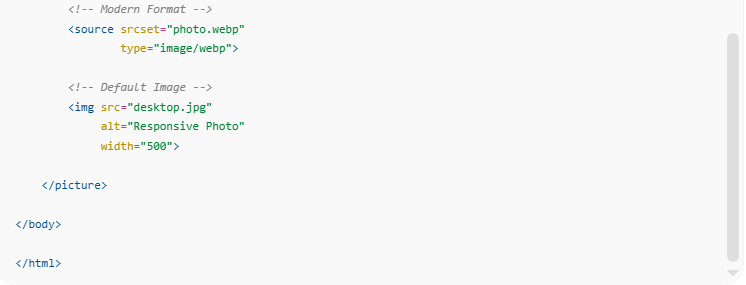 <!-- Modern Format -->
<source srcset="photo.webp"
type="image/webp">
<!-- Default Image -->
<img src="desktop.jpg"
alt="Responsive Photo"
width="500">
</picture>
</body>
</html>